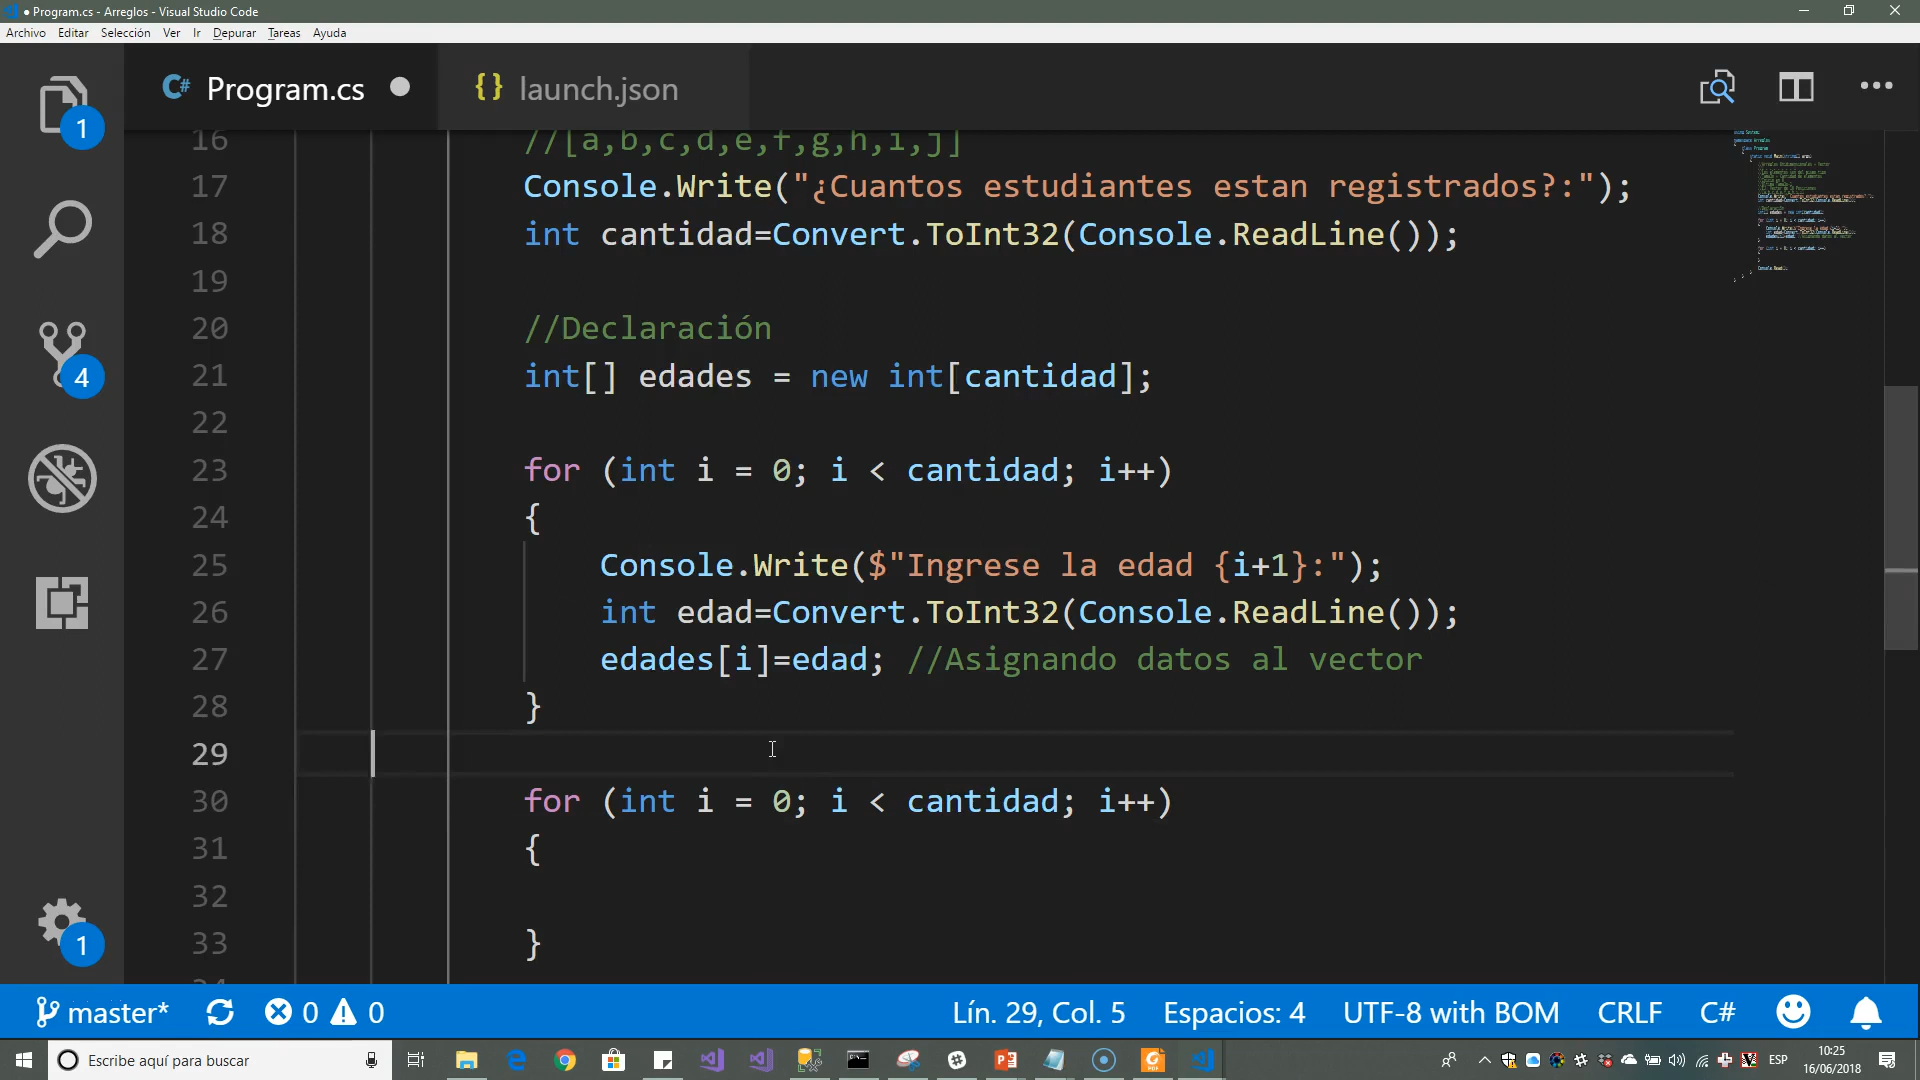 ● Program.cs - Arreglos - Visual Studio Code
Archivo Editar Selección Ver Ir Depurar Tareas Ayuda
C# Program.cs ● {} launch.json
1
4
1
16 //[a,b,c,d,e,f,g,h,i,j]
17 Console.Write("¿Cuantos estudiantes estan registrados?:");
18 int cantidad=Convert.ToInt32(Console.ReadLine());
19
20 //Declaración
21 int[] edades = new int[cantidad];
22
23 for (int i = 0; i < cantidad; i++)
24 {
25 Console.Write($"Ingrese la edad {i+1}:");
26 int edad=Convert.ToInt32(Console.ReadLine());
27 edades[i]=edad; //Asignando datos al vector
28 }
29
30 for (int i = 0; i < cantidad; i++)
31 {
32
33 }
master* 0 0 Lín. 29, Col. 5 Espacios: 4 UTF-8 with BOM CRLF C#
Escribe aquí para buscar
ESP
10:25
16/06/2018